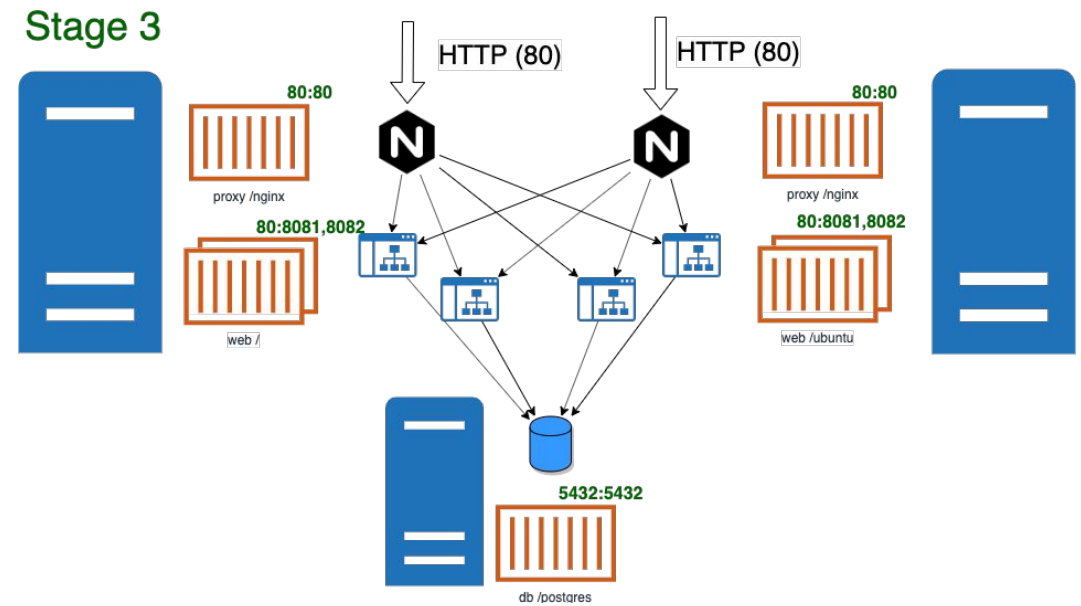 Stage 3
HTTP (80)
HTTP (80)
80:80
80:80
N
N
proxy /nginx
proxy /nginx
80:8081,8082
80:8081,8082
web /
web /ubuntu
5432:5432
db /postgres